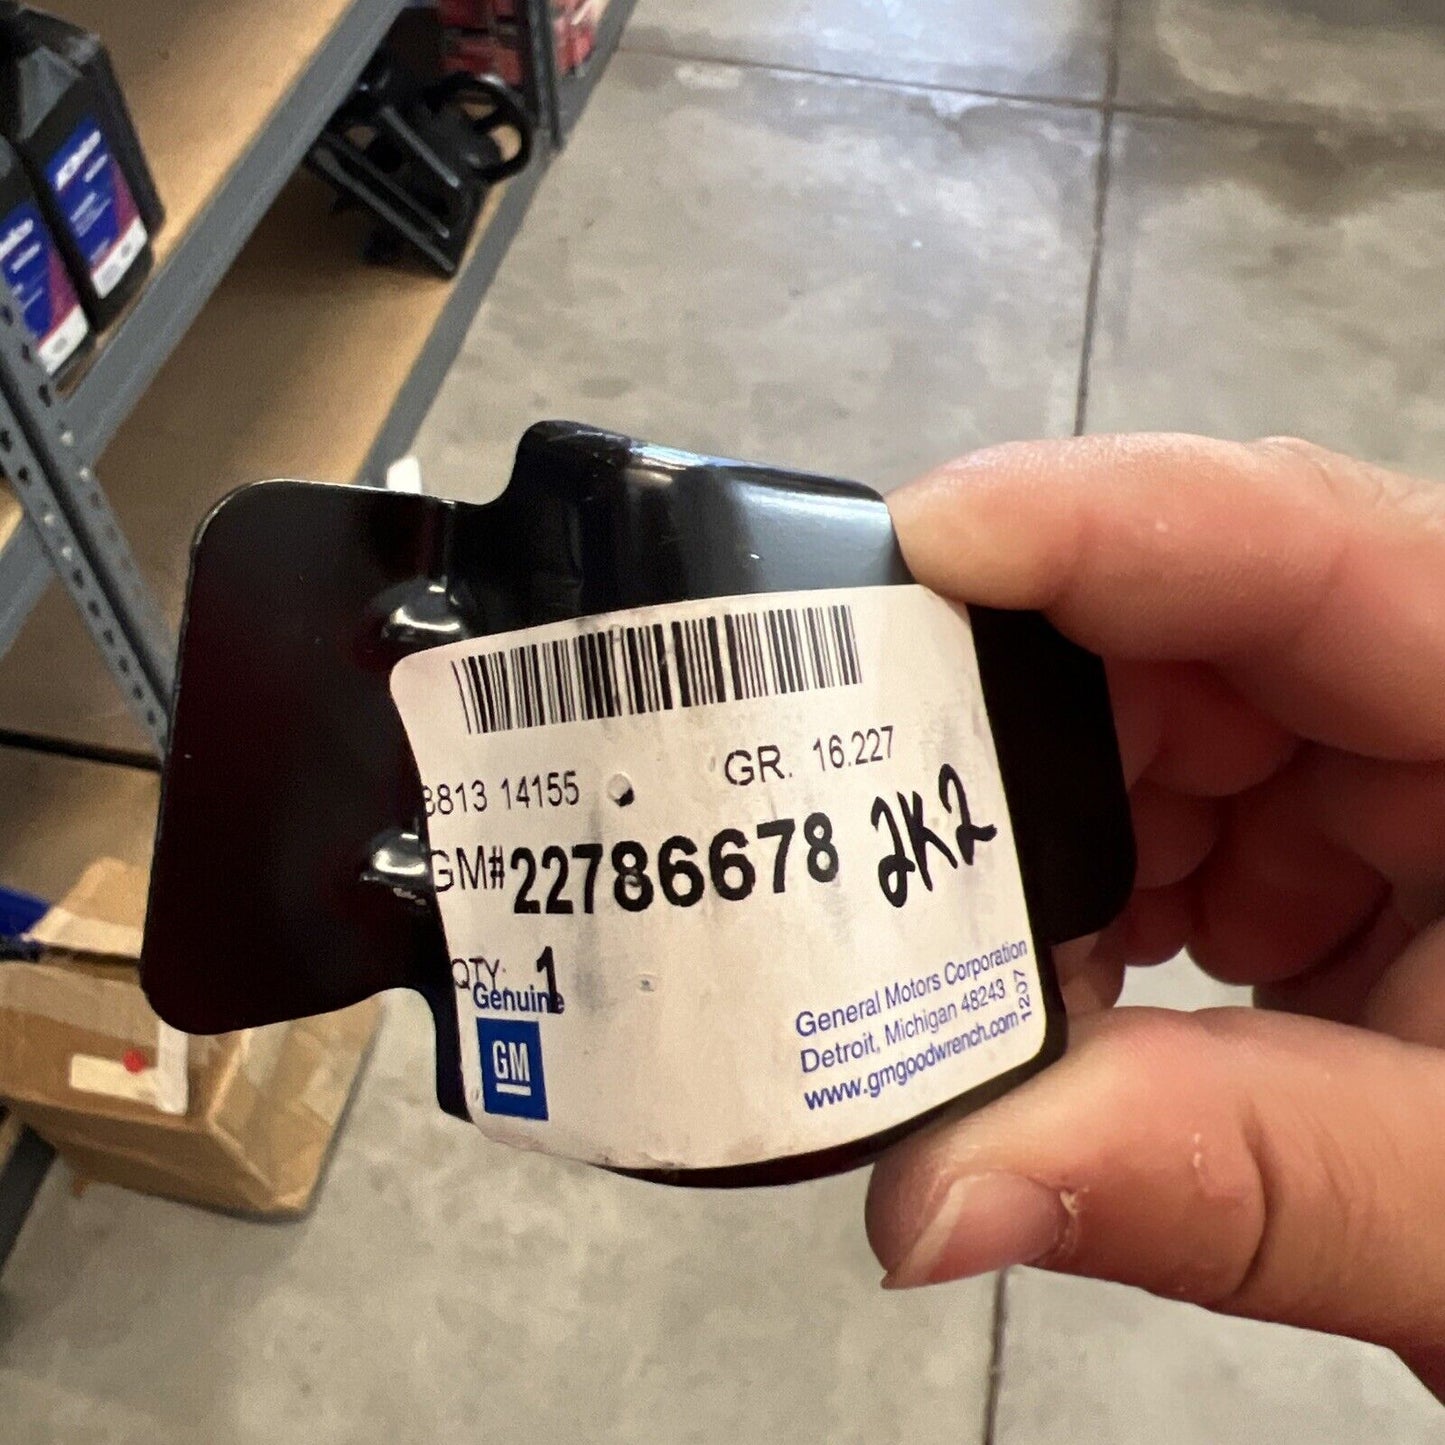 8813 14155
GR. 16.227
GM#22786678 2K2
QTY: 1
Genuine
GM
General Motors Corporation
Detroit, Michigan 48243
www.gmgoodwrench.com
1207
ACDelco